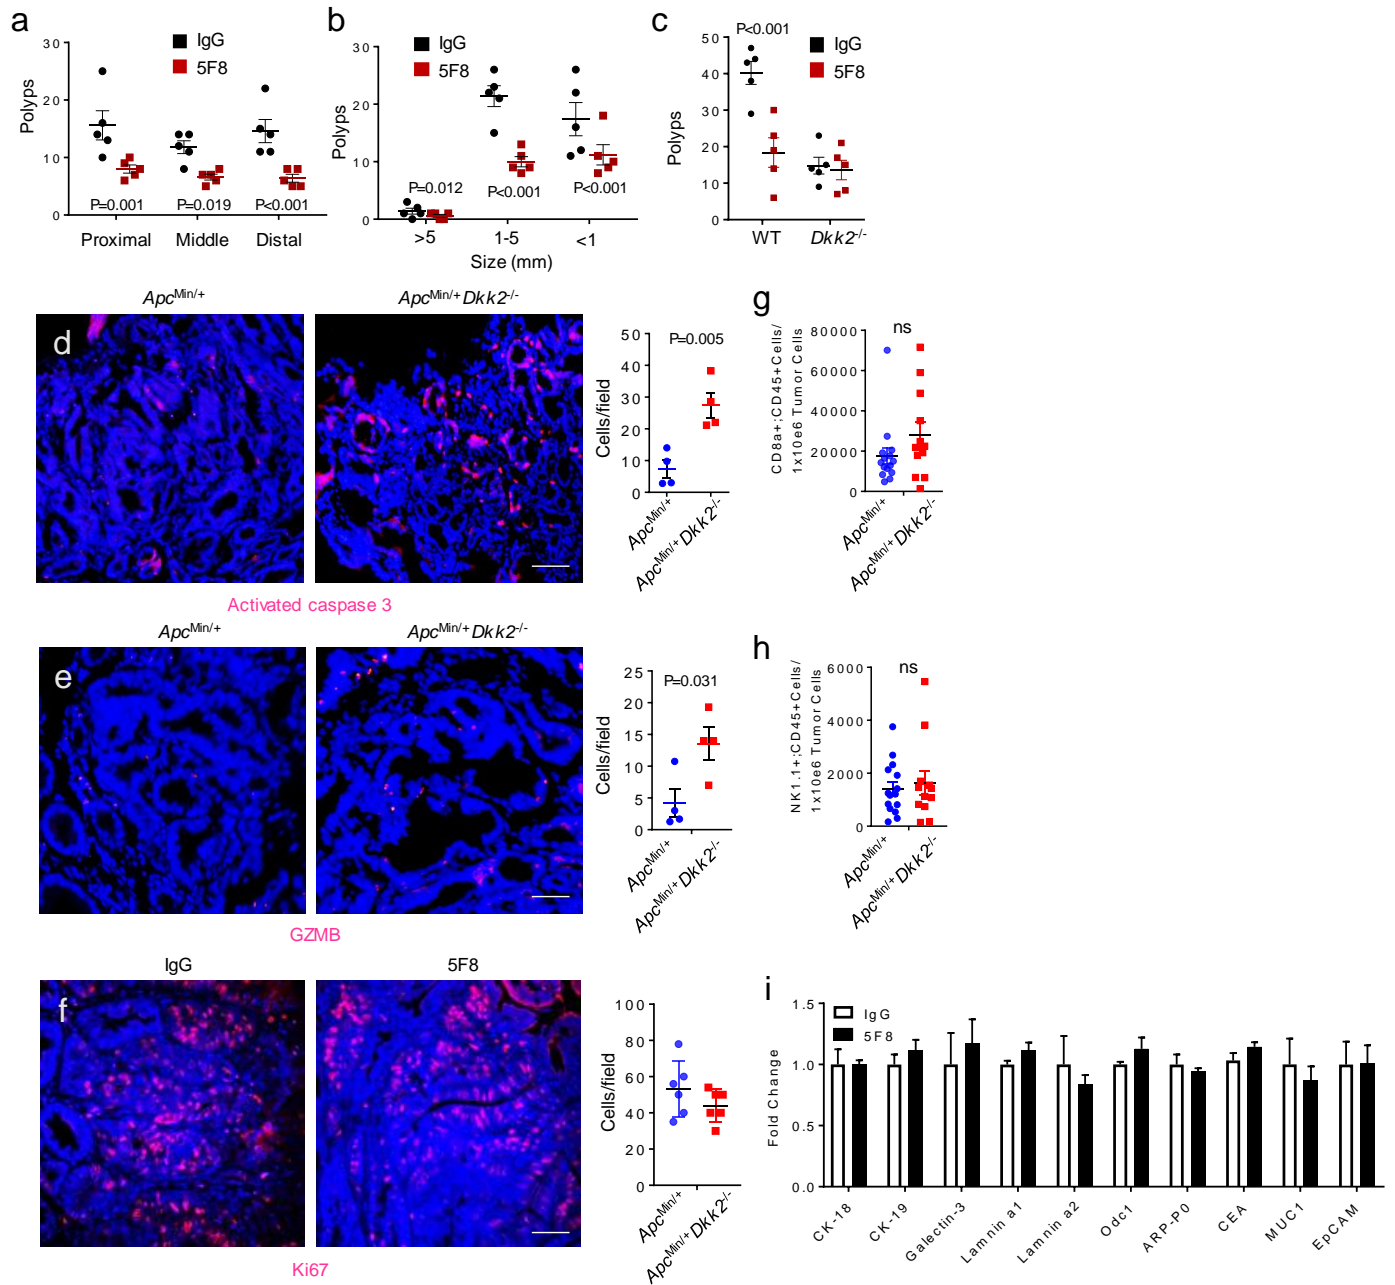 a
IgG
5F8
Polyps
30
20
10
0
P=0.001
P=0.019
P<0.001
Proximal
Middle
Distal
b
IgG
5F8
Polyps
30
20
10
0
P=0.012
P<0.001
P<0.001
>5
1-5
<1
Size (mm)
c
P<0.001
IgG
5F8
Polyps
50
40
30
20
10
0
WT
Dkk2-/-
ApcMin/+
ApcMin/+ Dkk2-/-
d
Activated caspase 3
Cells/field
50
40
30
20
10
0
P=0.005
ApcMin/+
ApcMin/+ Dkk2-/-
g
CD8a+;CD45+Cells/
1x10e6 Tumor Cells
80000
60000
40000
20000
0
ns
ApcMin/+
ApcMin/+ Dkk2-/-
ApcMin/+
ApcMin/+ Dkk2-/-
e
GZMB
Cells/field
25
20
15
10
5
0
P=0.031
ApcMin/+
ApcMin/+ Dkk2-/-
h
NK1.1+;CD45+Cells/
1x10e6 Tumor Cells
6000
4000
2000
0
ns
ApcMin/+
ApcMin/+ Dkk2-/-
IgG
5F8
f
Ki67
Cells/field
100
80
60
40
20
0
ApcMin/+
ApcMin/+ Dkk2-/-
i
IgG
5F8
Fold Change
1.5
1.0
0.5
0.0
CK-18
CK-19
Galectin-3
Laminin a1
Laminin a2
Odc1
ARP-P0
CEA
MUC1
EpCAM